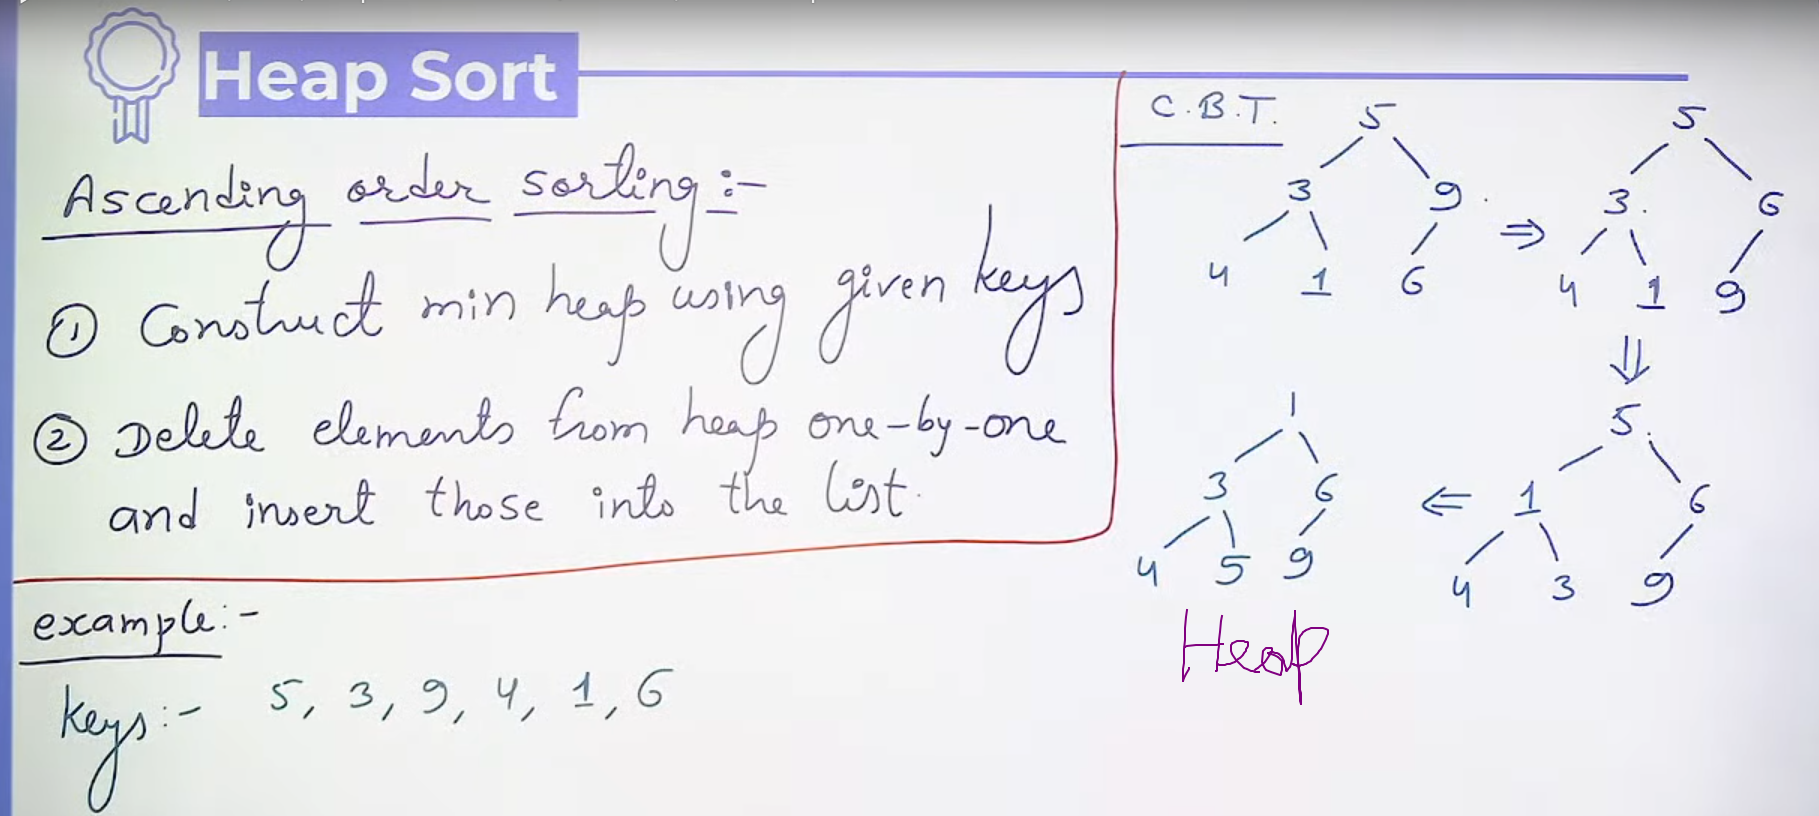 Heap Sort
Ascending order sorting :-
① Construct min heap using given keys
② Delete elements from heap one-by-one
and insert those into the list.
example:-
keys:- 5, 3, 9, 4, 1, 6
C.B.T.
5
3 9
4 1 6
⇒
5
3 6
4 1 9
⇓
5
1 6
4 3 9
⇐
1
3 6
4 5 9
Heap